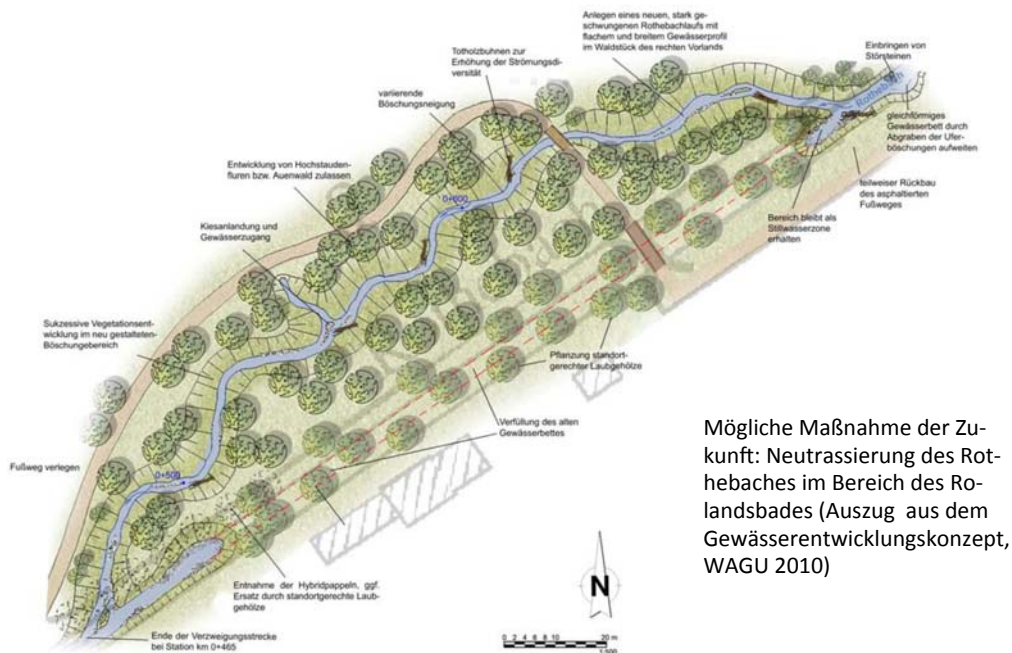 Anlegen eines neuen, stark ge-
schwungenen Rothebachlaufs mit
flachem und breitem Gewässerprofil
im Waldstück des rechten Vorlands
Einbringen von
Störsteinen
Totholzbuhnen zur
Erhöhung der Strömungsdi-
versität
Rothebach
variierende
Böschungsneigung
gleichförmiges
Gewässerbett durch
Abgraben der Ufer-
böschungen aufweiten
Entwicklung von Hochstauden-
fluren bzw. Auenwald zulassen
teilweiser Rückbau
des asphaltierten
Fußweges
0+600
Bereich bleibt als
Stillwasserzone
erhalten
Kiesanlandung und
Gewässerzugang
Sukzessive Vegetationsent-
wicklung im neu gestalteten
Böschungebereich
Pflanzung standort-
gerechter Laubgehölze
Verfüllung des alten
Gewässerbettes
Fußweg verlegen
0+500
Mögliche Maßnahme der Zu-
kunft: Neutrassierung des Rot-
hebaches im Bereich des Ro-
landsbades (Auszug aus dem
Gewässerentwicklungskonzept,
WAGU 2010)
Entnahme der Hybridpappeln, ggf.
Ersatz durch standortgerechte Laub-
gehölze
N
Ende der Verzweigungsstrecke
bei Station km 0+465
0 2 4 6 8 10 20 m
1:500